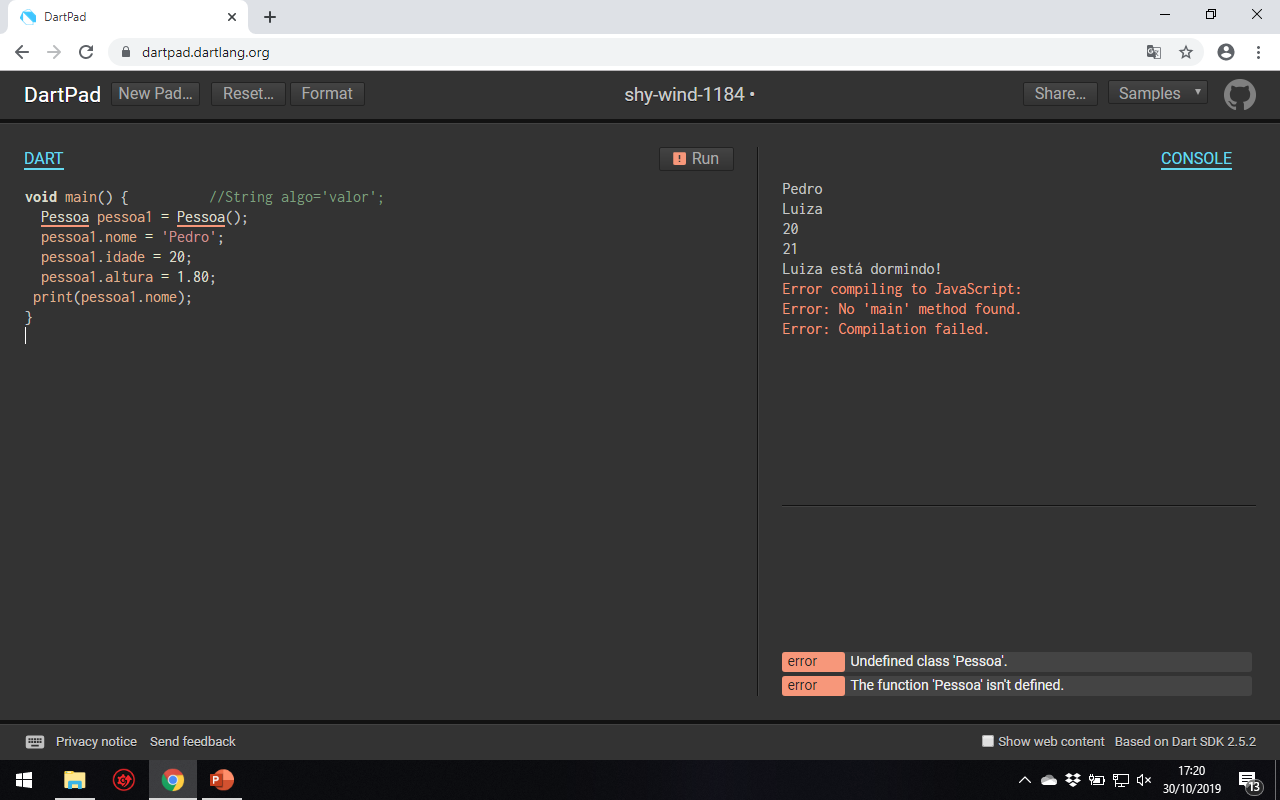 DartPad
dartpad.dartlang.org
DartPad New Pad... Reset... Format shy-wind-1184 • Share... Samples
DART
Run
CONSOLE
void main() {          //String algo='valor';
  Pessoa pessoa1 = Pessoa();
  pessoa1.nome = 'Pedro';
  pessoa1.idade = 20;
  pessoa1.altura = 1.80;
 print(pessoa1.nome);
}
Pedro
Luiza
20
21
Luiza está dormindo!
Error compiling to JavaScript:
Error: No 'main' method found.
Error: Compilation failed.
error Undefined class 'Pessoa'.
error The function 'Pessoa' isn't defined.
Privacy notice Send feedback Show web content Based on Dart SDK 2.5.2
17:20
30/10/2019
13